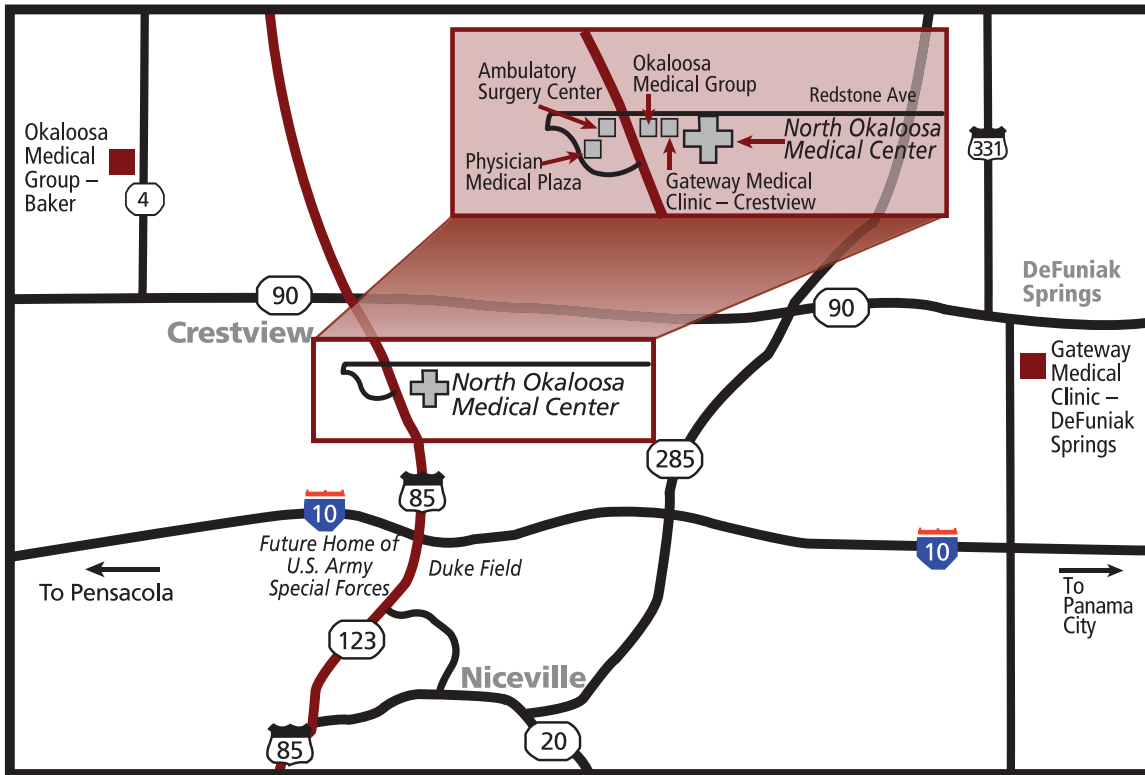 Ambulatory
Surgery Center
Okaloosa
Medical Group
Redstone Ave
North Okaloosa
Medical Center
Physician
Medical Plaza
Gateway Medical
Clinic – Crestview
Okaloosa
Medical
Group –
Baker
4
331
90
90
DeFuniak
Springs
Crestview
North Okaloosa
Medical Center
Gateway
Medical
Clinic –
DeFuniak
Springs
285
85
10
10
Future Home of
U.S. Army
Special Forces
Duke Field
To Pensacola
To
Panama
City
123
Niceville
85
20